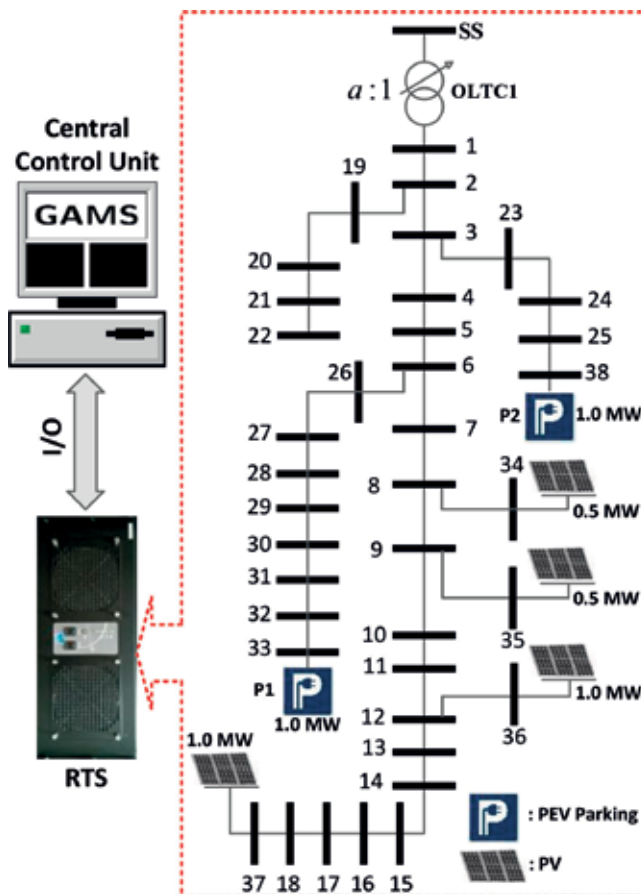 SS
a:1
OLTC1
Central
Control Unit
GAMS
I/O
RTS
1
19
2
23
3
20
24
21
4
22
5
25
26
6
38
P2
1.0 MW
27
7
34
28
8
0.5 MW
29
9
30
0.5 MW
31
10
35
32
11
33
P1
1.0 MW
12
1.0 MW
36
1.0 MW
13
14
: PEV Parking
: PV
37 18 17 16 15